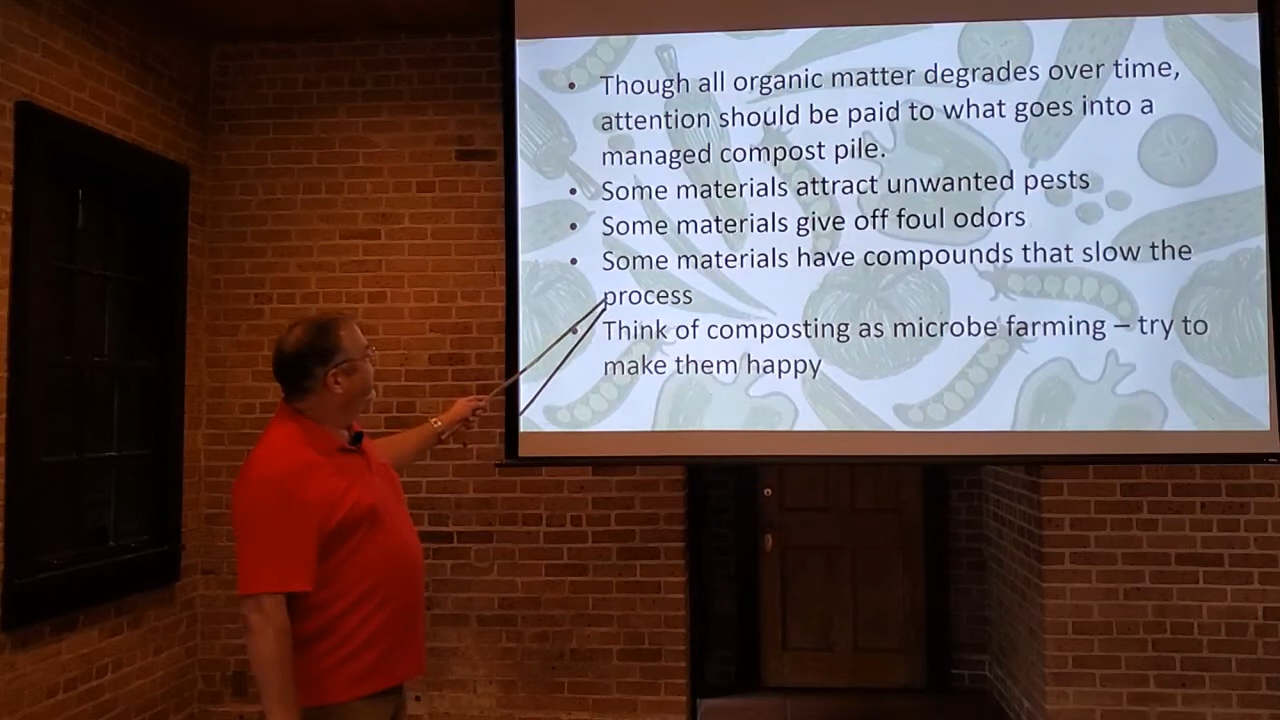 • Though all organic matter degrades over time,
attention should be paid to what goes into a
managed compost pile.
• Some materials attract unwanted pests
• Some materials give off foul odors
• Some materials have compounds that slow the
process
• Think of composting as microbe farming – try to
make them happy